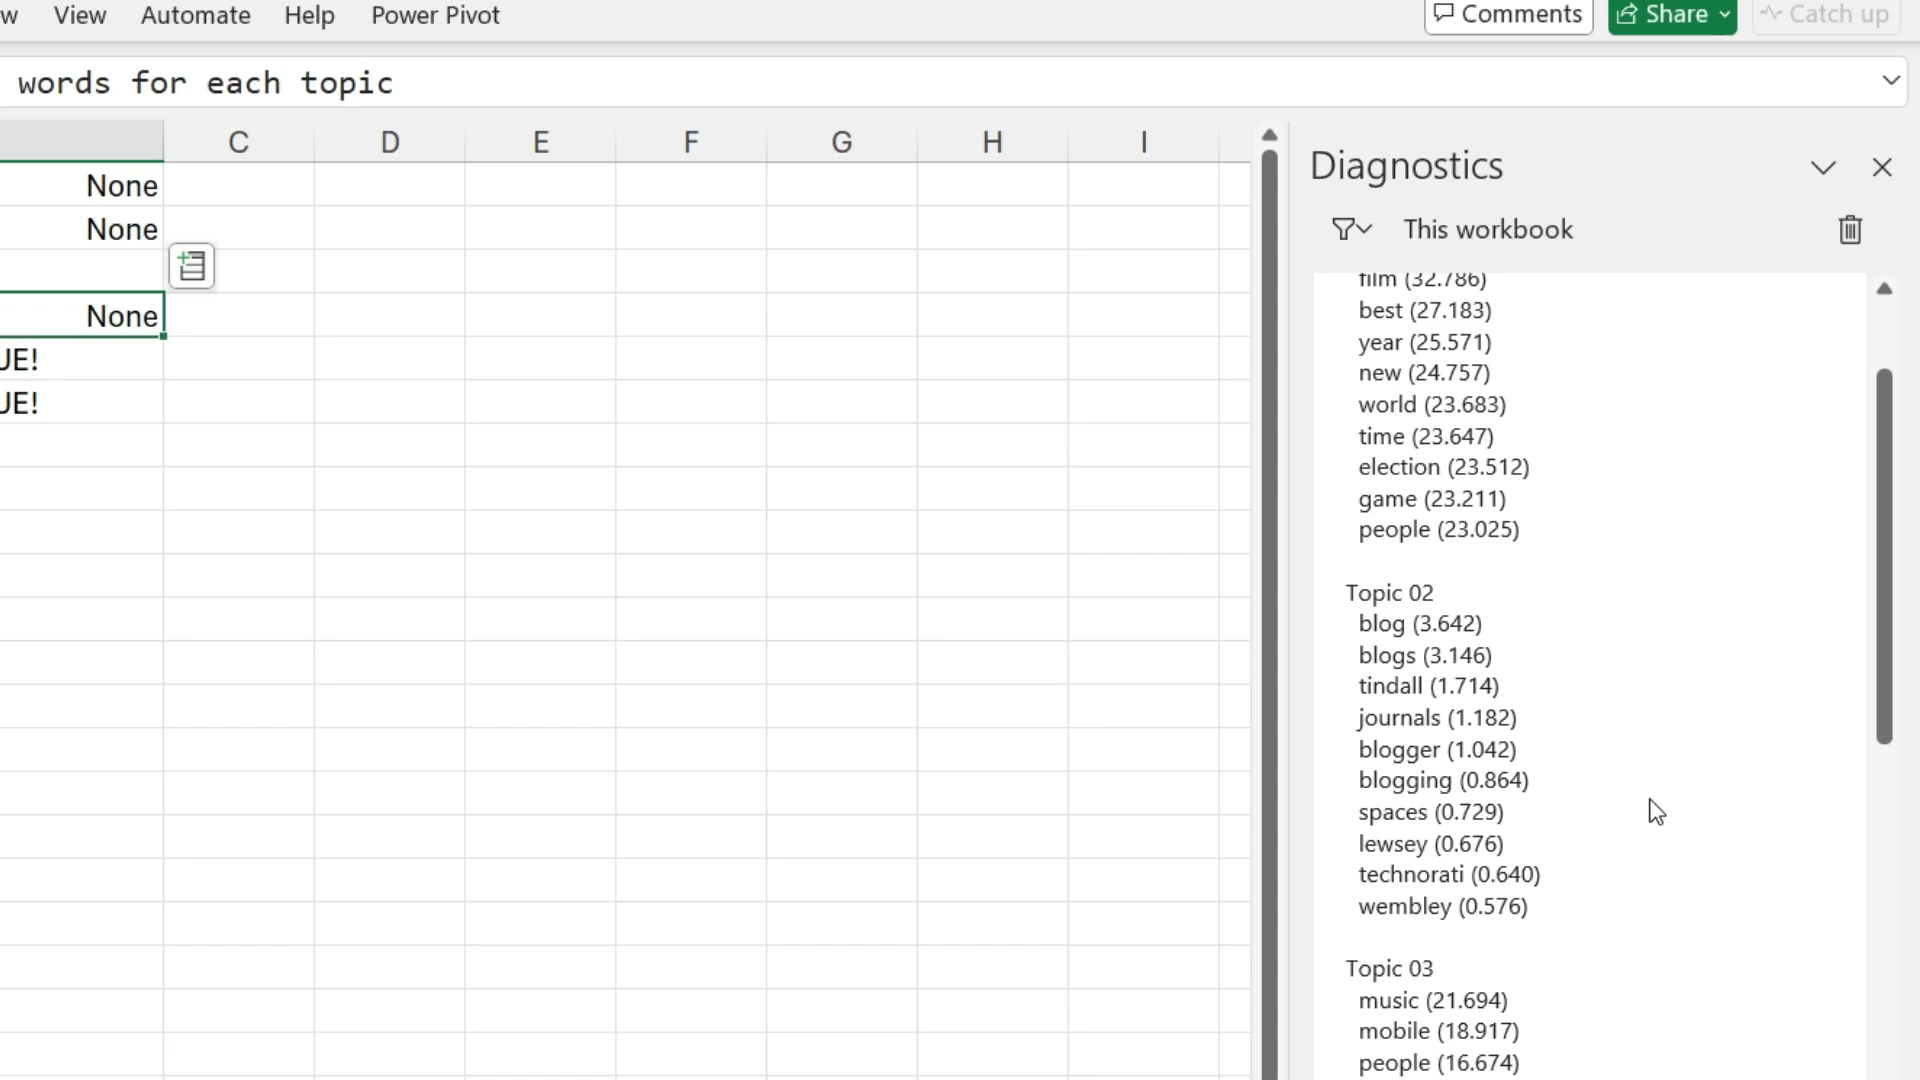 w View Automate Help Power Pivot Comments Share Catch up
words for each topic
C D E F G H I
None
None
None
UE!
UE!
Diagnostics
This workbook
film (32.786)
best (27.183)
year (25.571)
new (24.757)
world (23.683)
time (23.647)
election (23.512)
game (23.211)
people (23.025)
Topic 02
blog (3.642)
blogs (3.146)
tindall (1.714)
journals (1.182)
blogger (1.042)
blogging (0.864)
spaces (0.729)
lewsey (0.676)
technorati (0.640)
wembley (0.576)
Topic 03
music (21.694)
mobile (18.917)
people (16.674)